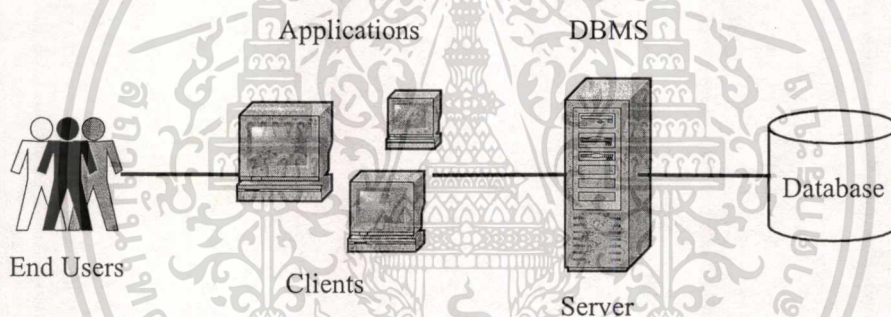 Applications
DBMS
Database
End Users
Clients
Server